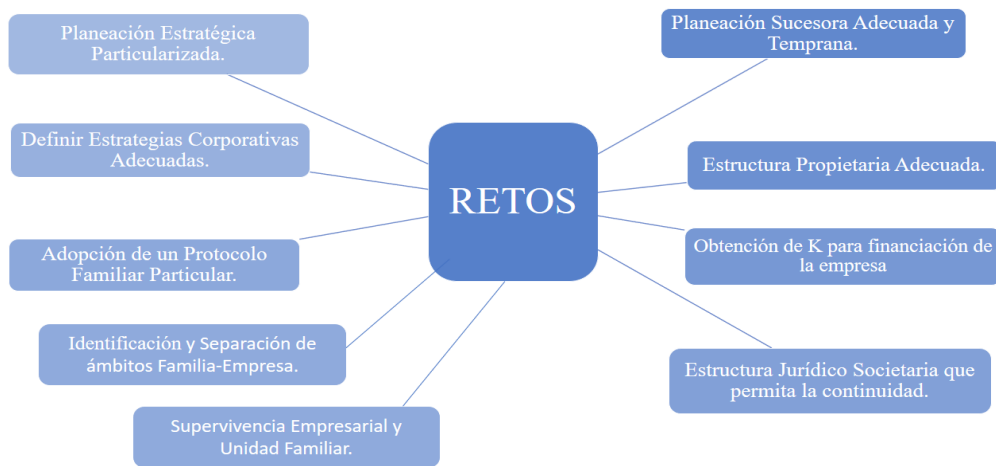 Planeación Estratégica
Particularizada.
Definir Estrategias Corporativas
Adecuadas.
Adopción de un Protocolo
Familiar Particular.
Identificación y Separación de
ámbitos Familia-Empresa.
Supervivencia Empresarial y
Unidad Familiar.
RETOS
Planeación Sucesora Adecuada y
Temprana.
Estructura Propietaria Adecuada.
Obtención de K para financiación de
la empresa
Estructura Jurídico Societaria que
permita la continuidad.